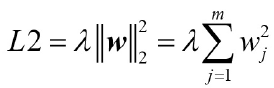 L2 = λ‖w‖₂² = λ∑ⱼ₌₁ᵐ wⱼ²